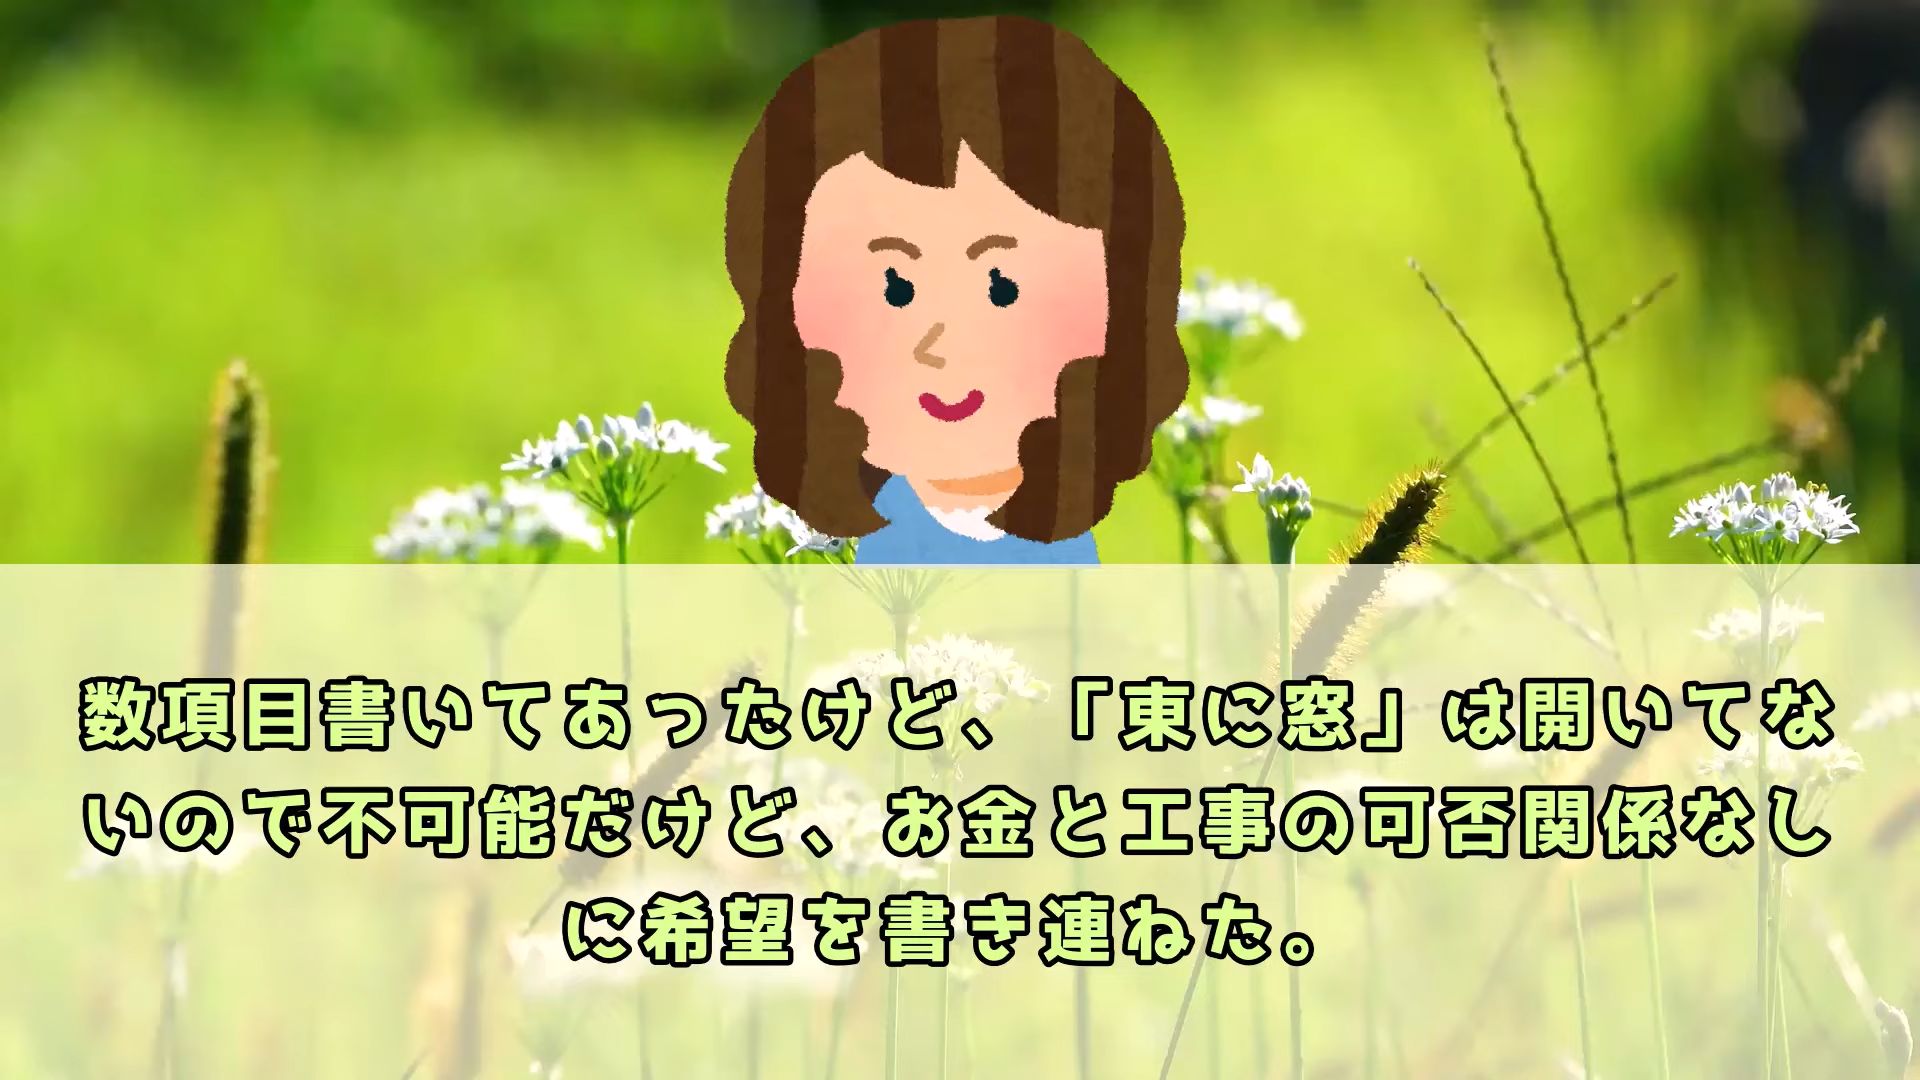 数項目書いてあったけど、「東に窓」は開いてな
いので不可能だけど、お金と工事の可否関係なし
に希望を書き連ねた。